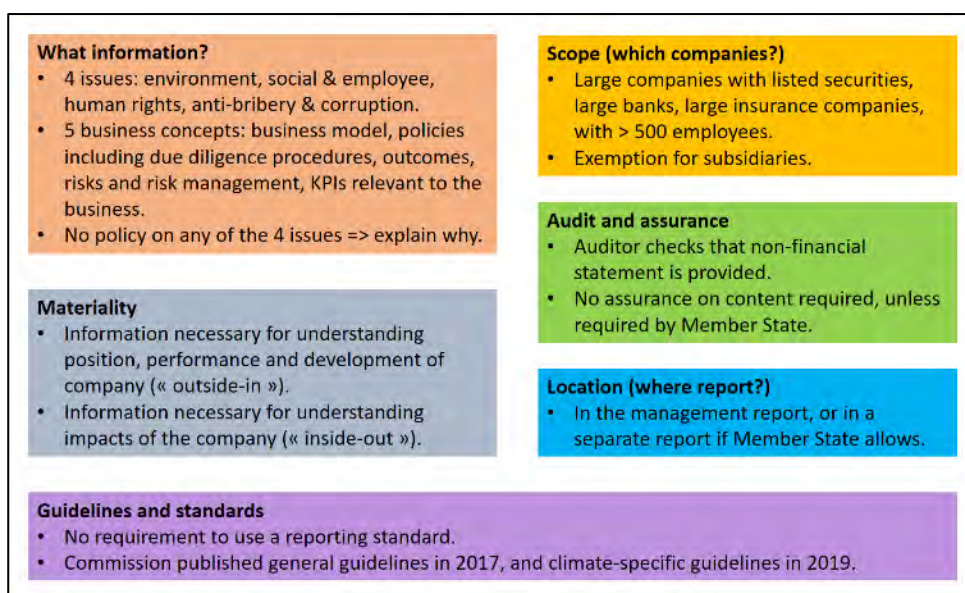 What information?
• 4 issues: environment, social & employee,
human rights, anti-bribery & corruption.
• 5 business concepts: business model, policies
including due diligence procedures, outcomes,
risks and risk management, KPIs relevant to the
business.
• No policy on any of the 4 issues => explain why.
Materiality
• Information necessary for understanding
position, performance and development of
company (« outside-in »).
• Information necessary for understanding
impacts of the company (« inside-out »).
Scope (which companies?)
• Large companies with listed securities,
large banks, large insurance companies,
with > 500 employees.
• Exemption for subsidiaries.
Audit and assurance
• Auditor checks that non-financial
statement is provided.
• No assurance on content required, unless
required by Member State.
Location (where report?)
• In the management report, or in a
separate report if Member State allows.
Guidelines and standards
• No requirement to use a reporting standard.
• Commission published general guidelines in 2017, and climate-specific guidelines in 2019.